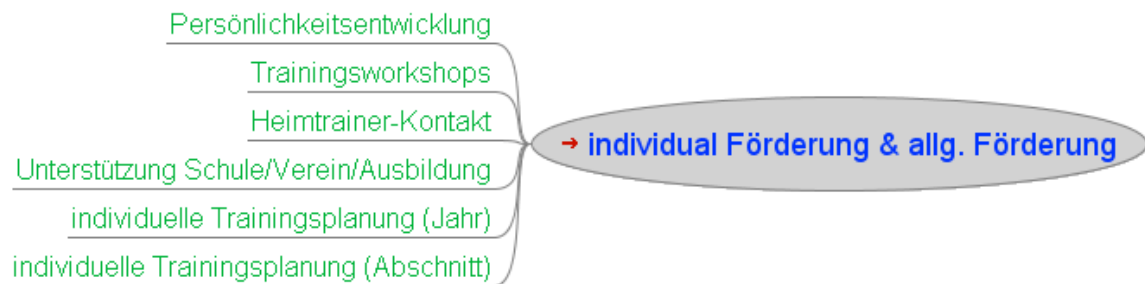 Persönlichkeitsentwicklung
Trainingsworkshops
Heimtrainer-Kontakt
Unterstützung Schule/Verein/Ausbildung
individuelle Trainingsplanung (Jahr)
individuelle Trainingsplanung (Abschnitt)
➔ individual Förderung & allg. Förderung